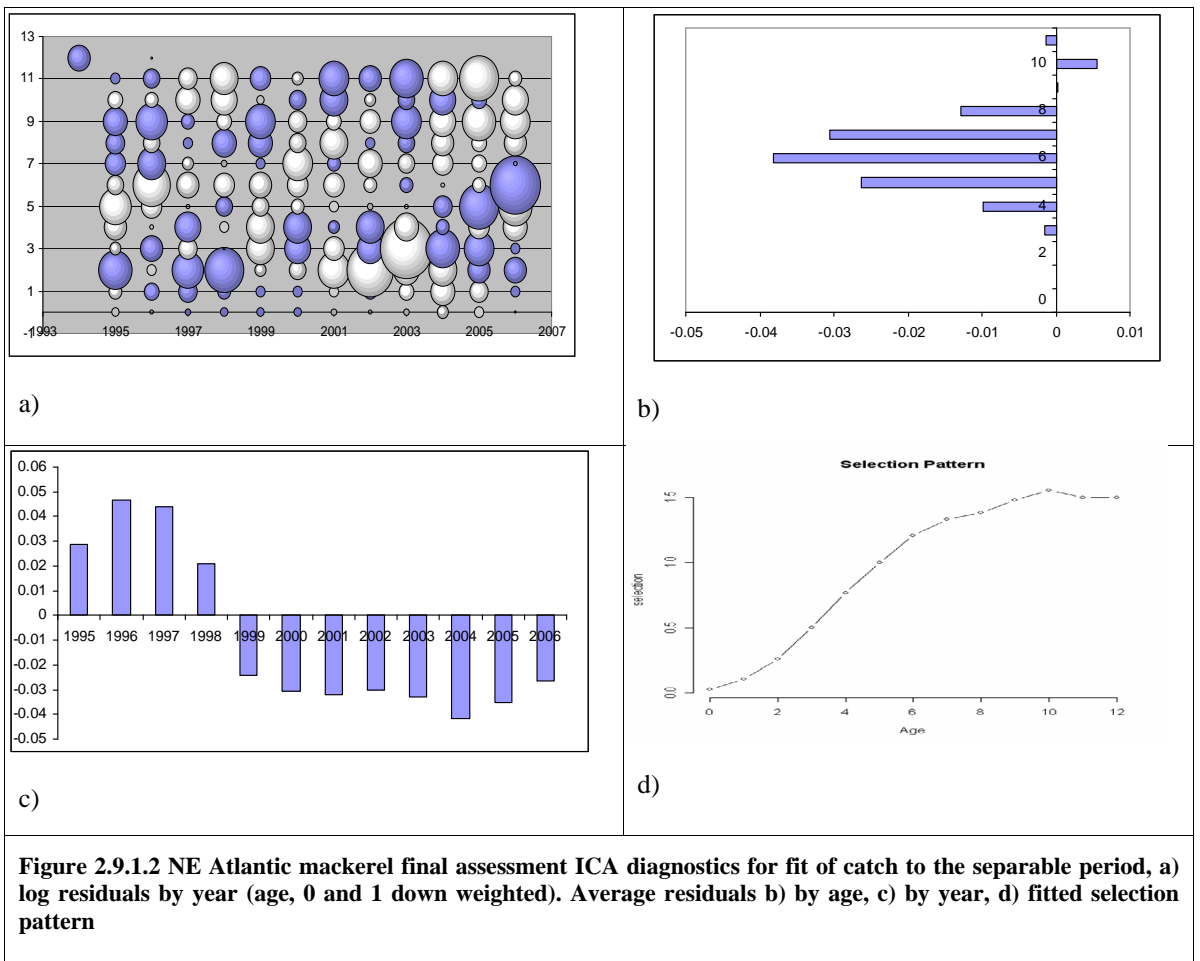 13
11
9
7
5
3
1
-1
1993 1995 1997 1999 2001 2003 2005 2007
a)
10
8
6
4
2
0
-0.05 -0.04 -0.03 -0.02 -0.01 0 0.01
b)
0.06
0.05
0.04
0.03
0.02
0.01
0
-0.01
-0.02
-0.03
-0.04
-0.05
1995 1996 1997 1998 1999 2000 2001 2002 2003 2004 2005 2006
c)
Selection Pattern
selection
1.5
1.0
0.5
0.0
0 2 4 6 8 10 12
Age
d)
Figure 2.9.1.2 NE Atlantic mackerel final assessment ICA diagnostics for fit of catch to the separable period, a)
log residuals by year (age, 0 and 1 down weighted). Average residuals b) by age, c) by year, d) fitted selection
pattern